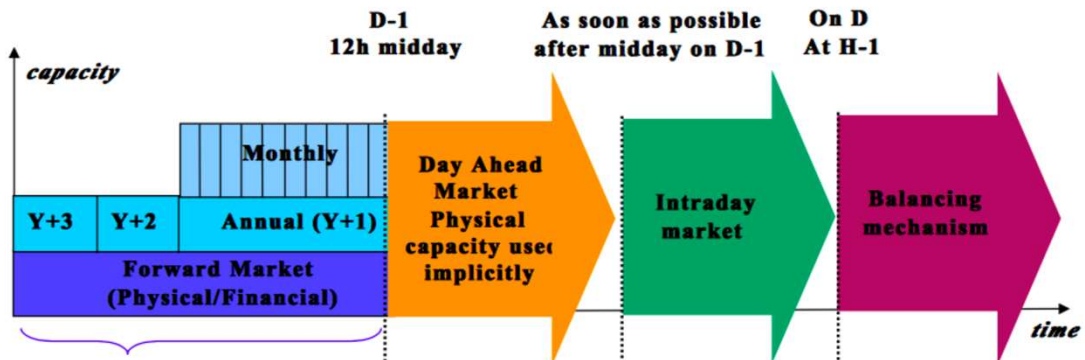 D-1
12h midday
As soon as possible
after midday on D-1
On D
At H-1
capacity
Monthly
Y+3
Y+2
Annual (Y+1)
Forward Market
(Physical/Financial)
Day Ahead
Market
Physical
capacity used
implicitly
Intraday
market
Balancing
mechanism
time